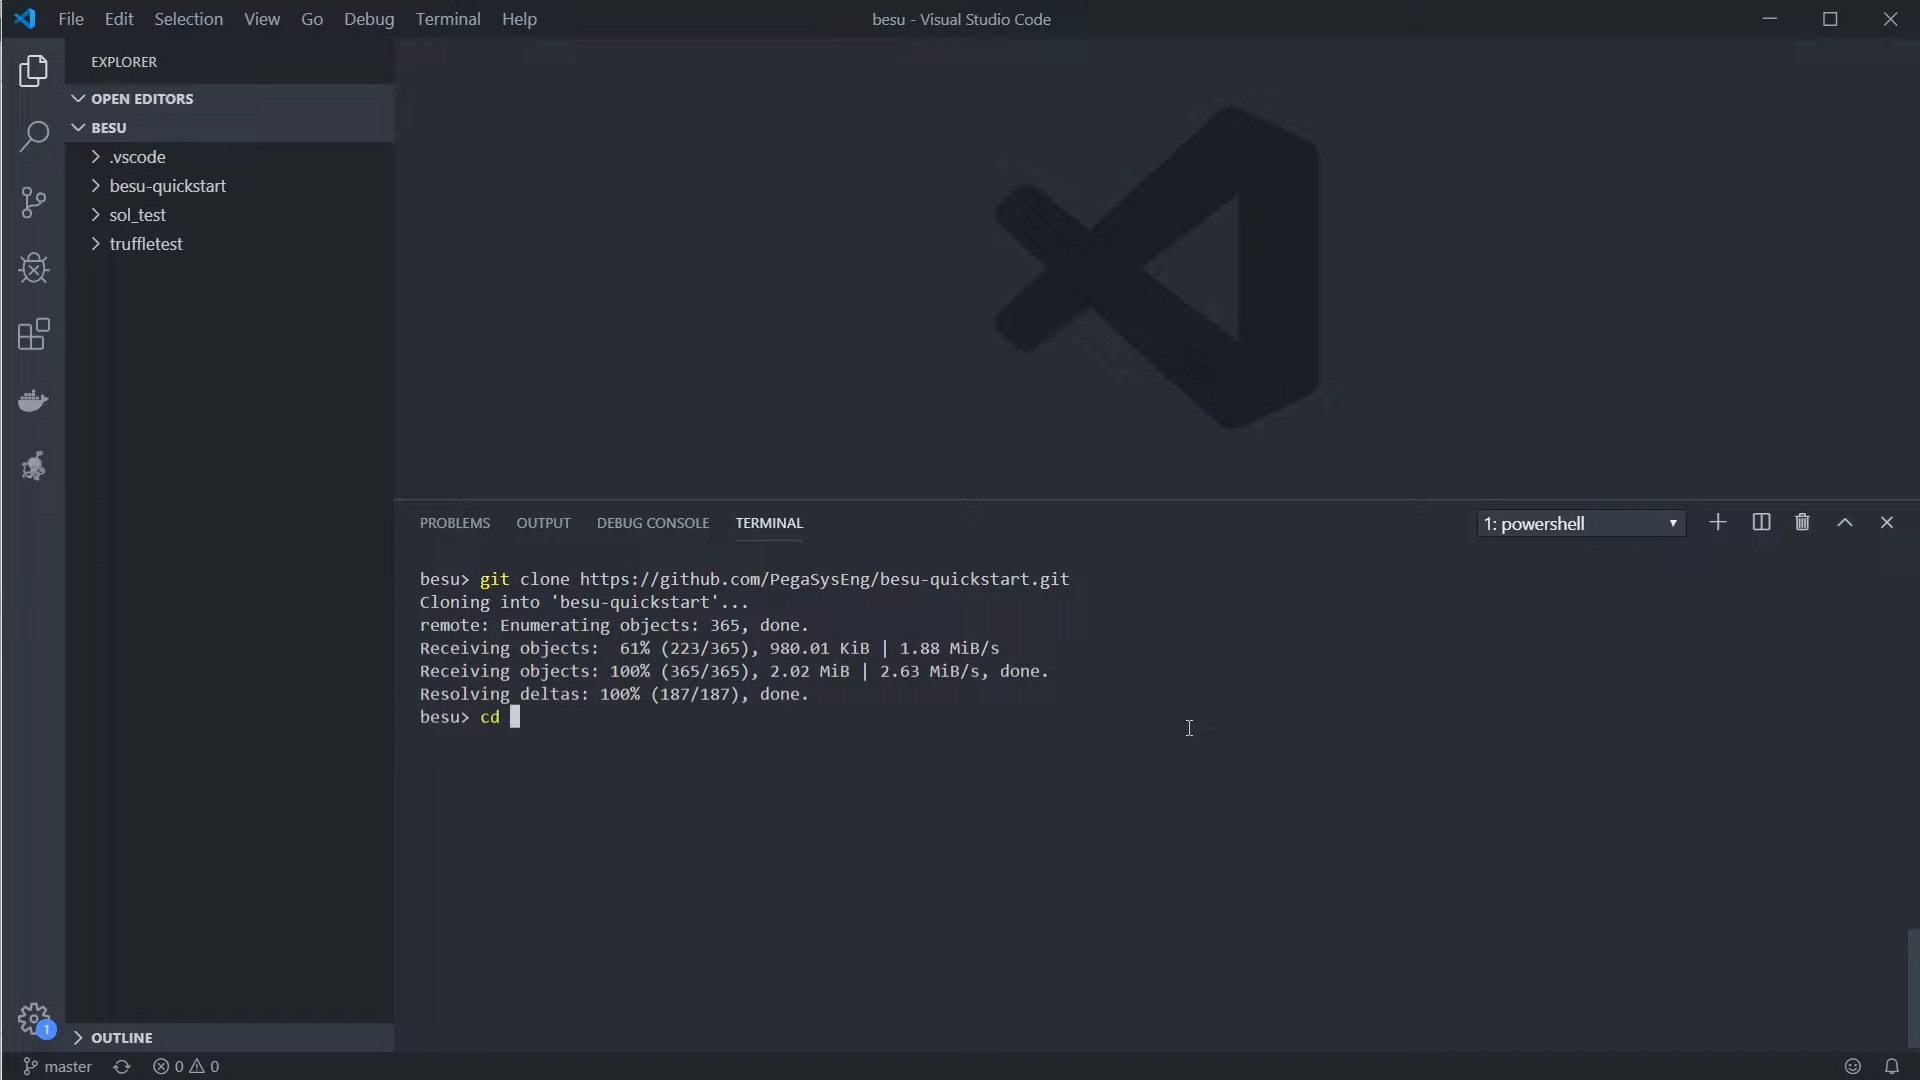 File Edit Selection View Go Debug Terminal Help
besu - Visual Studio Code
EXPLORER
OPEN EDITORS
BESU
.vscode
besu-quickstart
sol_test
truffletest
PROBLEMS OUTPUT DEBUG CONSOLE TERMINAL
1: powershell
besu> git clone https://github.com/PegaSysEng/besu-quickstart.git
Cloning into 'besu-quickstart'...
remote: Enumerating objects: 365, done.
Receiving objects:  61% (223/365), 980.01 KiB | 1.88 MiB/s
Receiving objects: 100% (365/365), 2.02 MiB | 2.63 MiB/s, done.
Resolving deltas: 100% (187/187), done.
besu> cd
1
OUTLINE
master 0 0